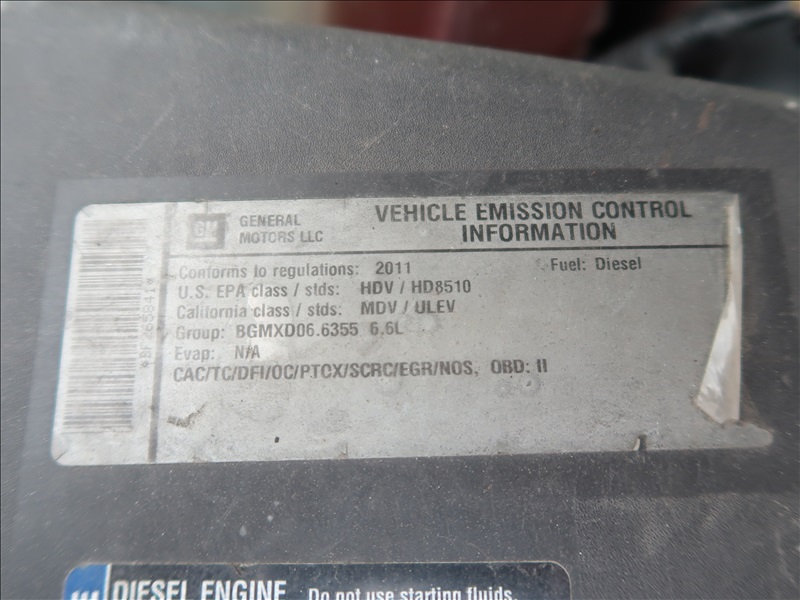 GM
GENERAL
MOTORS LLC
VEHICLE EMISSION CONTROL
INFORMATION
Conforms to regulations: 2011 Fuel: Diesel
U.S. EPA class / stds: HDV / HD8510
California class / stds: MDV / ULEV
Group: BGMXD06.6355 6.6L
Evap: N/A
CAC/TC/DFI/OC/PTCX/SCRC/EGR/NOS, OBD: II
DIESEL ENGINE Do not use starting fluids.